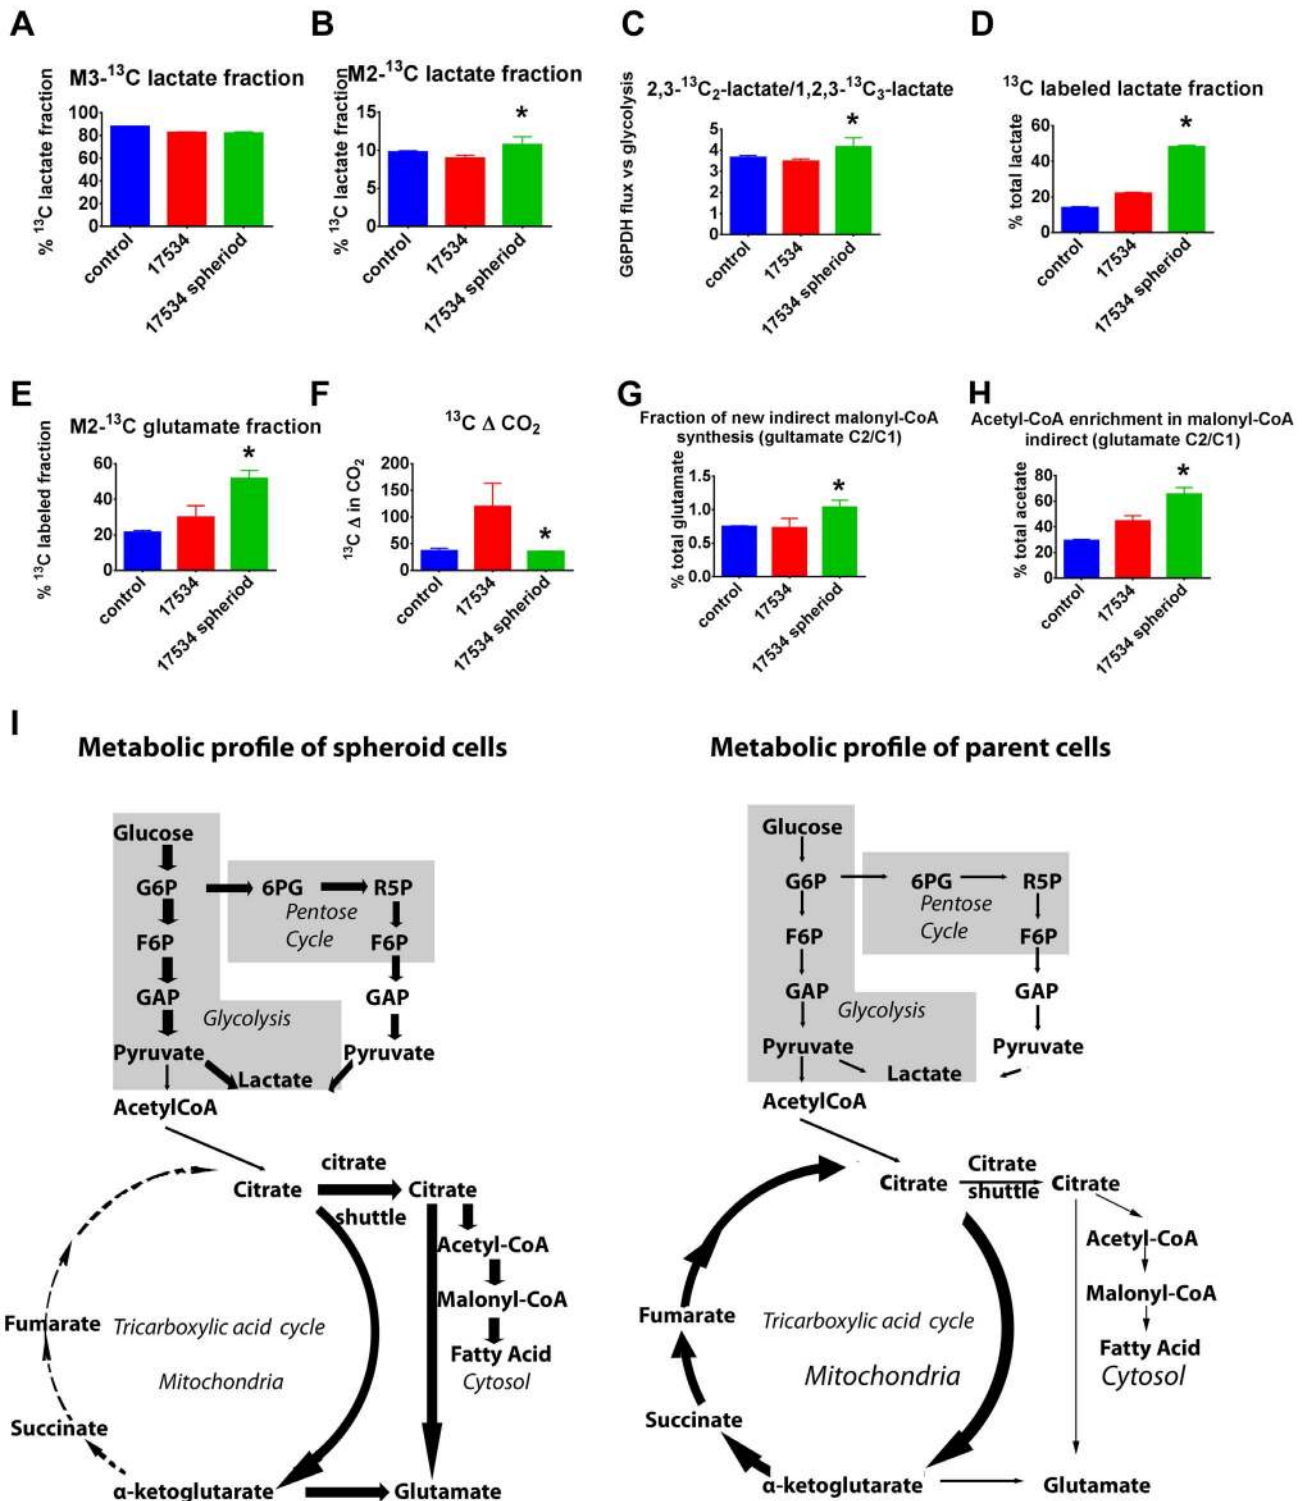 A
M3-¹³C lactate fraction
% ¹³C lactate fraction
100
80
60
40
20
0
control
17534
17534 spheriod
B
M2-¹³C lactate fraction
% ¹³C lactate fraction
15
10
5
0
*
control
17534
17534 spheriod
C
2,3-¹³C₂-lactate/1,2,3-¹³C₃-lactate
G6PDH flux vs glycolysis
5
4
3
2
1
0
*
control
17534
17534 spheriod
D
¹³C labeled lactate fraction
% total lactate
60
40
20
0
*
control
17534
17534 spheriod
E
M2-¹³C glutamate fraction
% ¹³C labeled fraction
60
40
20
0
*
control
17534
17534 spheriod
F
¹³C Δ CO₂
¹³C Δ in CO₂
200
150
100
50
0
*
control
17534
17534 spheriod
G
Fraction of new indirect malonyl-CoA
synthesis (gultamate C2/C1)
% total glutamate
1.5
1.0
0.5
0.0
*
control
17534
17534 spheriod
H
Acetyl-CoA enrichment in malonyl-CoA
indirect (glutamate C2/C1)
% total acetate
80
60
40
20
0
*
control
17534
17534 spheriod
I
Metabolic profile of spheroid cells
Glucose
G6P
6PG
R5P
Pentose
Cycle
F6P
F6P
GAP
GAP
Glycolysis
Pyruvate
Pyruvate
Lactate
AcetylCoA
citrate
Citrate
Citrate
shuttle
Acetyl-CoA
Malonyl-CoA
Fumarate
Tricarboxylic acid cycle
Fatty Acid
Mitochondria
Cytosol
Succinate
α-ketoglutarate
Glutamate
Metabolic profile of parent cells
Glucose
G6P
6PG
R5P
Pentose
Cycle
F6P
F6P
GAP
GAP
Glycolysis
Pyruvate
Pyruvate
Lactate
AcetylCoA
Citrate
Citrate
shuttle
Citrate
Acetyl-CoA
Malonyl-CoA
Fumarate
Tricarboxylic acid cycle
Fatty Acid
Mitochondria
Cytosol
Succinate
α-ketoglutarate
Glutamate